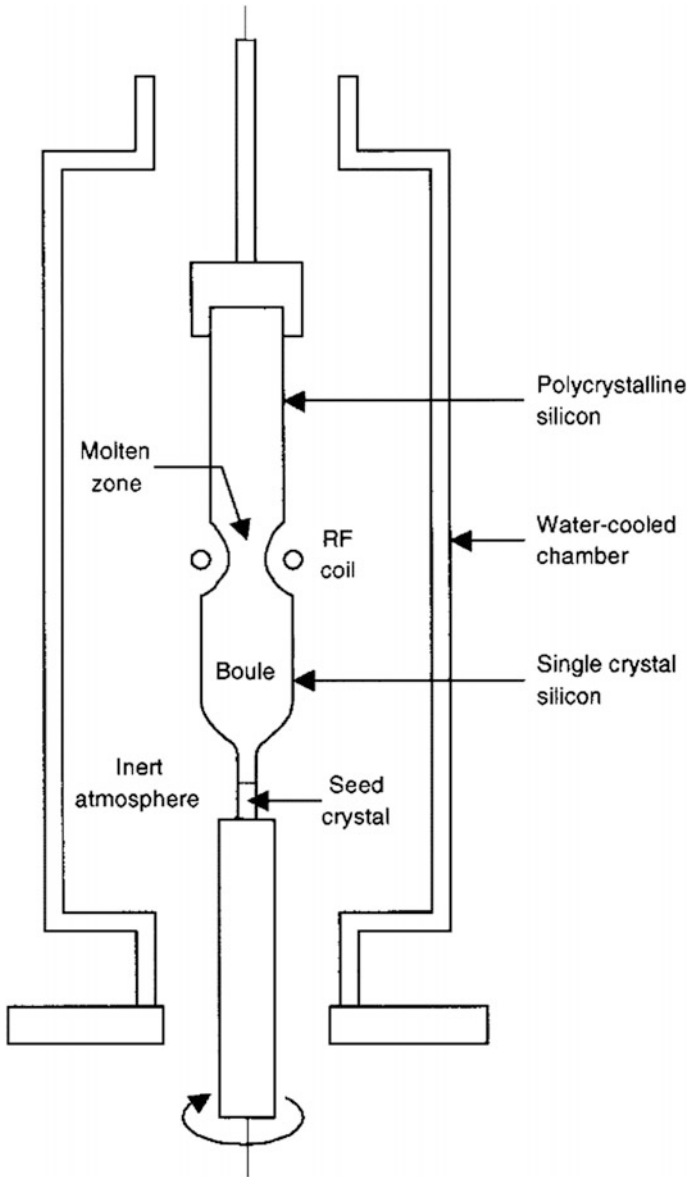 Polycrystalline
silicon
Molten
zone
RF
coil
Water-cooled
chamber
Boule
Single crystal
silicon
Inert
atmosphere
Seed
crystal